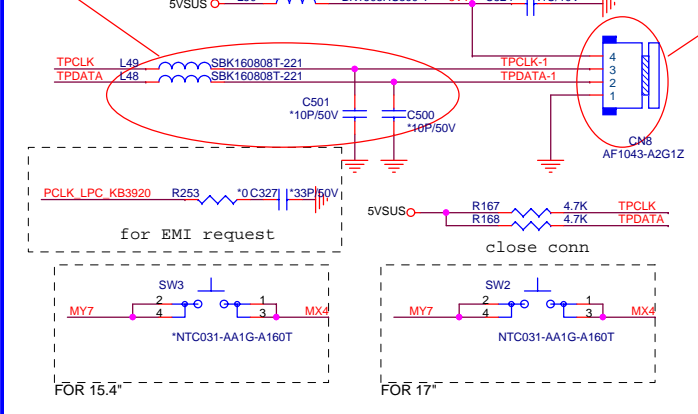 5VSUS
TPCLK L49 SBK160808T-221 TPCLK-1
TPDATA L48 SBK160808T-221 TPDATA-1
4
3
2
1
C501
*10P/50V
C500
*10P/50V
CN8
AF1043-A2G1Z
PCLK_LPC_KB3920 R253 *0 C327 *33P/50V
for EMI request
5VSUS R167 4.7K TPCLK
R168 4.7K TPDATA
close conn
SW3
2 1
4 3
MY7 MX4
*NTC031-AA1G-A160T
FOR 15.4"
SW2
2 1
4 3
MY7 MX4
NTC031-AA1G-A160T
FOR 17"